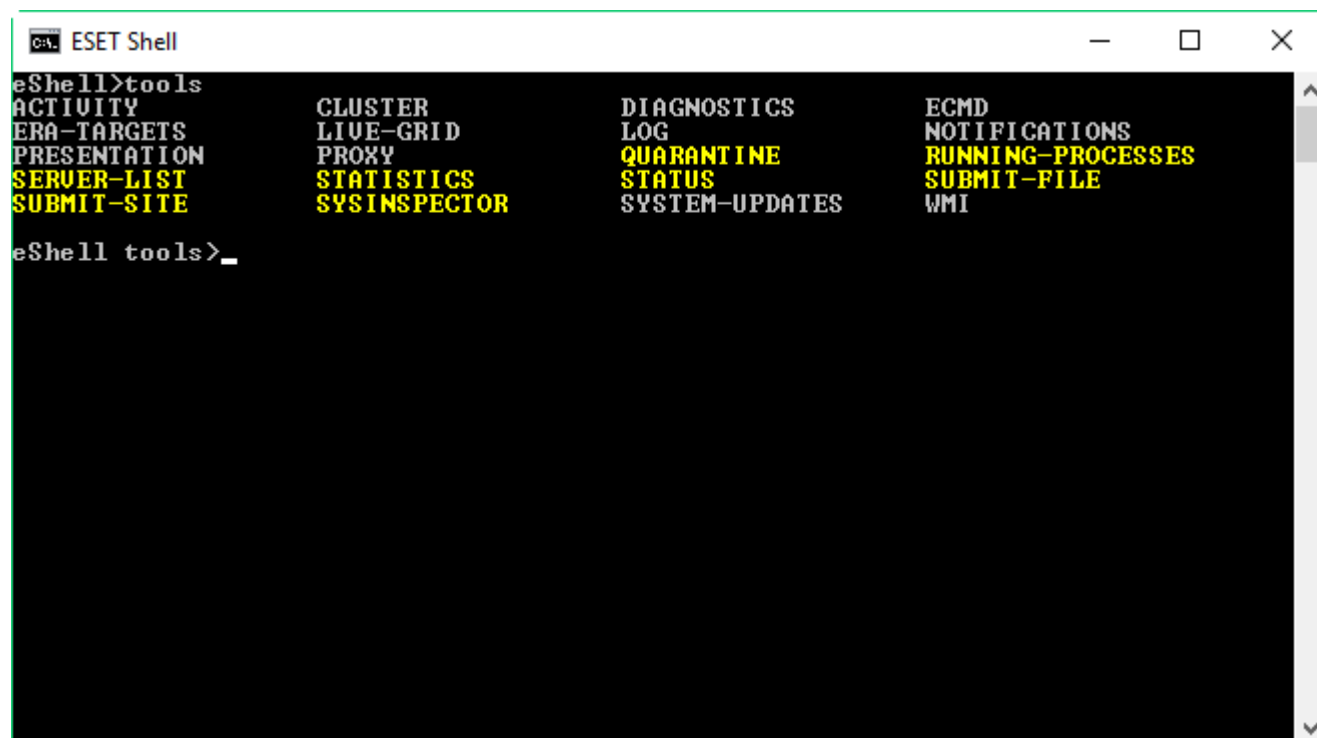 ESET Shell
eShell>tools
ACTIVITY CLUSTER DIAGNOSTICS ECMD
ERA-TARGETS LIVE-GRID LOG NOTIFICATIONS
PRESENTATION PROXY QUARANTINE RUNNING-PROCESSES
SERVER-LIST STATISTICS STATUS SUBMIT-FILE
SUBMIT-SITE SYSINSPECTOR SYSTEM-UPDATES WMI
eShell tools>_